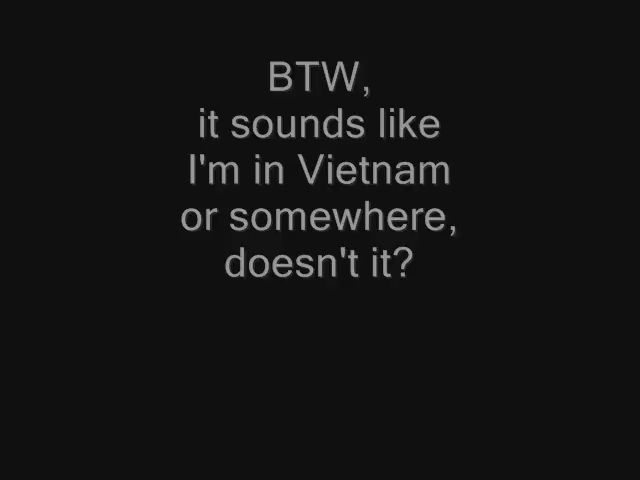 BTW,
it sounds like
I'm in Vietnam
or somewhere,
doesn't it?